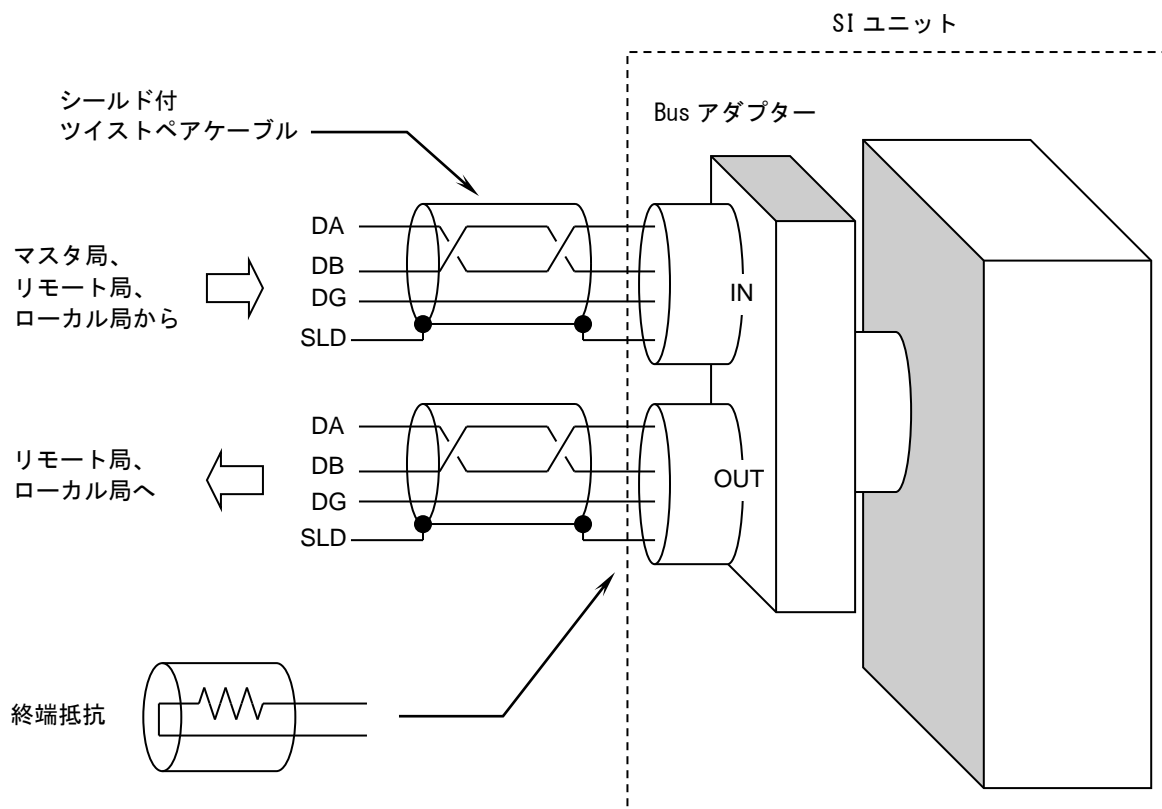 SI ユニット
Bus アダプター
シールド付
ツイストペアケーブル
マスタ局、
リモート局、
ローカル局から
DA
DB
DG
SLD
IN
リモート局、
ローカル局へ
DA
DB
DG
SLD
OUT
終端抵抗